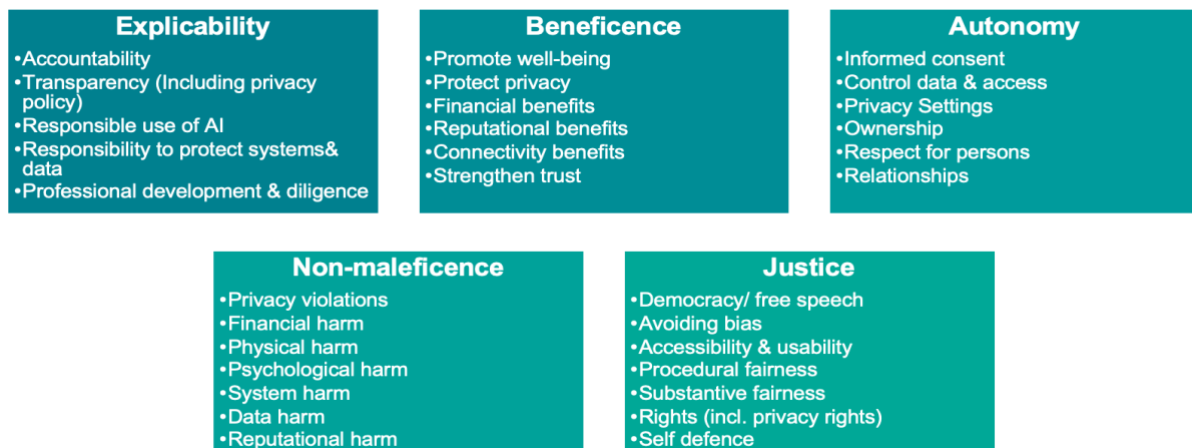 Explicability
•Accountability
•Transparency (Including privacy
policy)
•Responsible use of AI
•Responsibility to protect systems&
data
•Professional development & diligence
Beneficence
•Promote well-being
•Protect privacy
•Financial benefits
•Reputational benefits
•Connectivity benefits
•Strengthen trust
Autonomy
•Informed consent
•Control data & access
•Privacy Settings
•Ownership
•Respect for persons
•Relationships
Non-maleficence
•Privacy violations
•Financial harm
•Physical harm
•Psychological harm
•System harm
•Data harm
•Reputational harm
Justice
•Democracy/ free speech
•Avoiding bias
•Accessibility & usability
•Procedural fairness
•Substantive fairness
•Rights (incl. privacy rights)
•Self defence